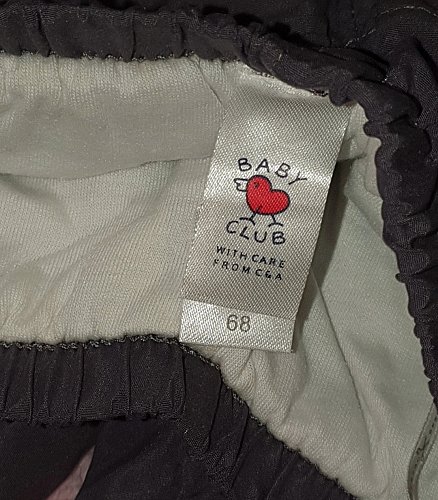 BABY
CLUB
WITH CARE
FROM C&A
68